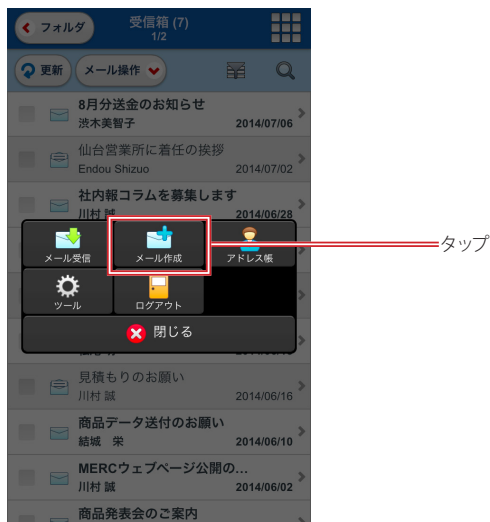 フォルダ
受信箱 (7)
1/2
更新
メール操作
8月分送金のお知らせ
渋木美智子
2014/07/06
仙台営業所に着任の挨拶
Endou Shizuo
2014/07/02
社内報コラムを募集します
川村 誠
2014/06/28
メール受信
メール作成
アドレス帳
タップ
ツール
ログアウト
閉じる
見積もりのお願い
川村 誠
2014/06/16
商品データ送付のお願い
結城　栄
2014/06/10
MERCウェブページ公開の...
川村 誠
2014/06/02
商品発表会のご案内